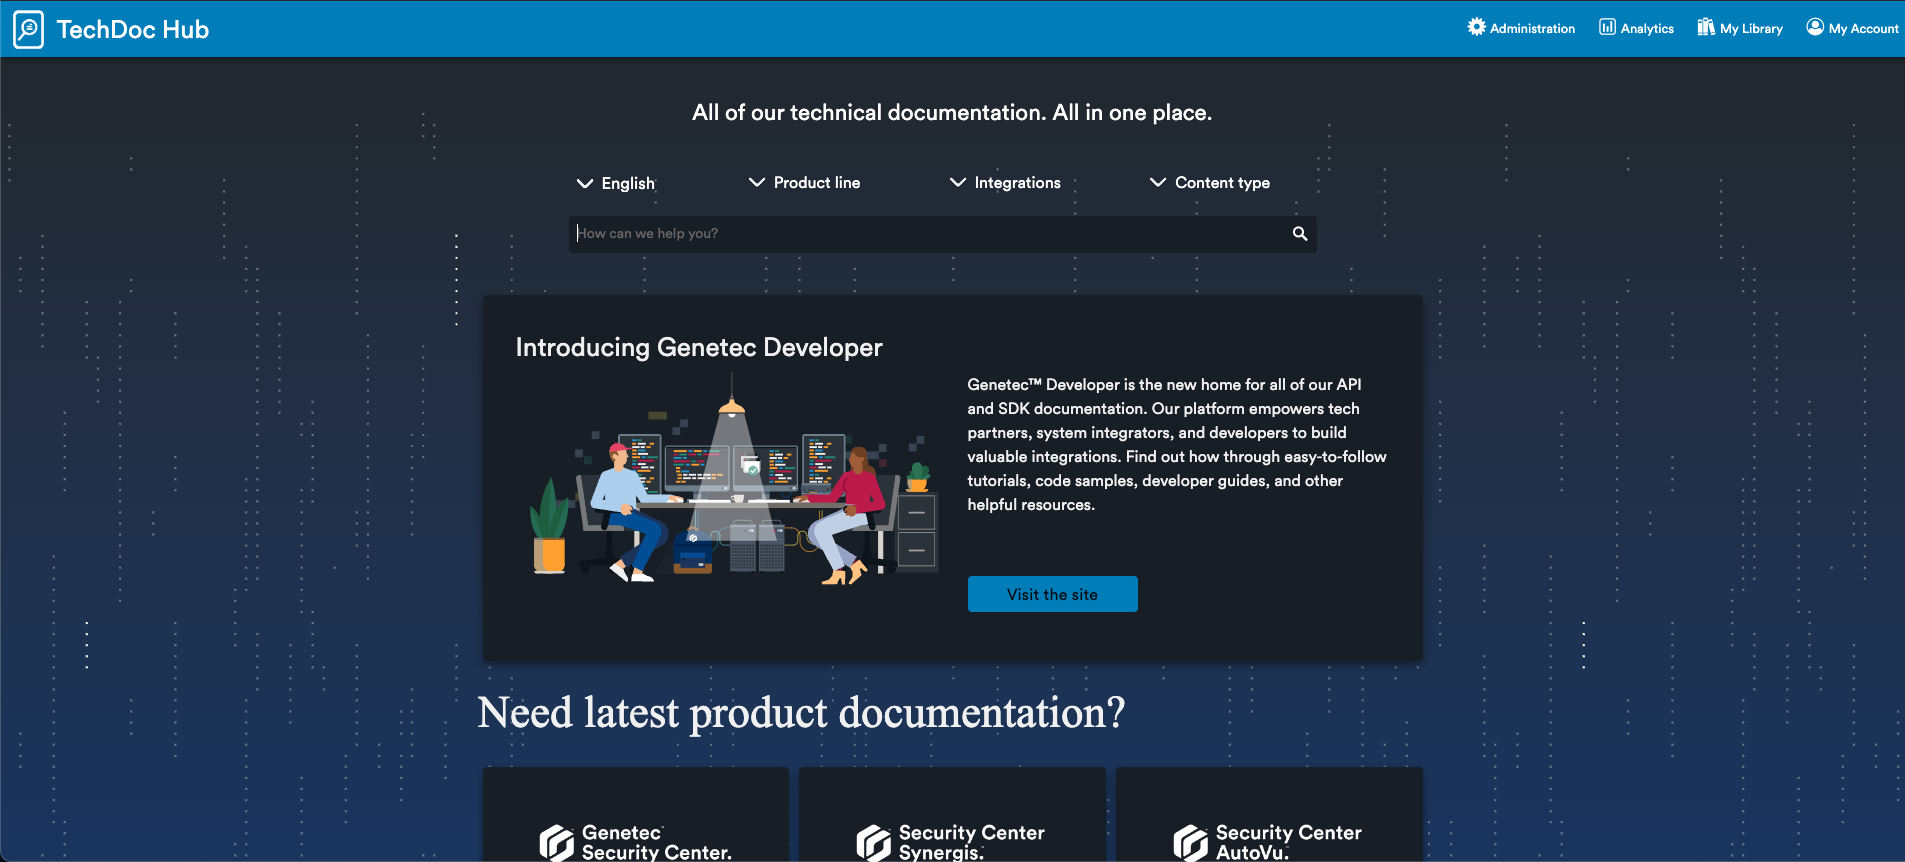 TechDoc Hub
Administration
Analytics
My Library
My Account
All of our technical documentation. All in one place.
English
Product line
Integrations
Content type
How can we help you?
Introducing Genetec Developer
Genetec™ Developer is the new home for all of our API
and SDK documentation. Our platform empowers tech
partners, system integrators, and developers to build
valuable integrations. Find out how through easy-to-follow
tutorials, code samples, developer guides, and other
helpful resources.
Visit the site
Need latest product documentation?
Genetec™
Security Center.
Security Center
Synergis.™
Security Center
AutoVu.™